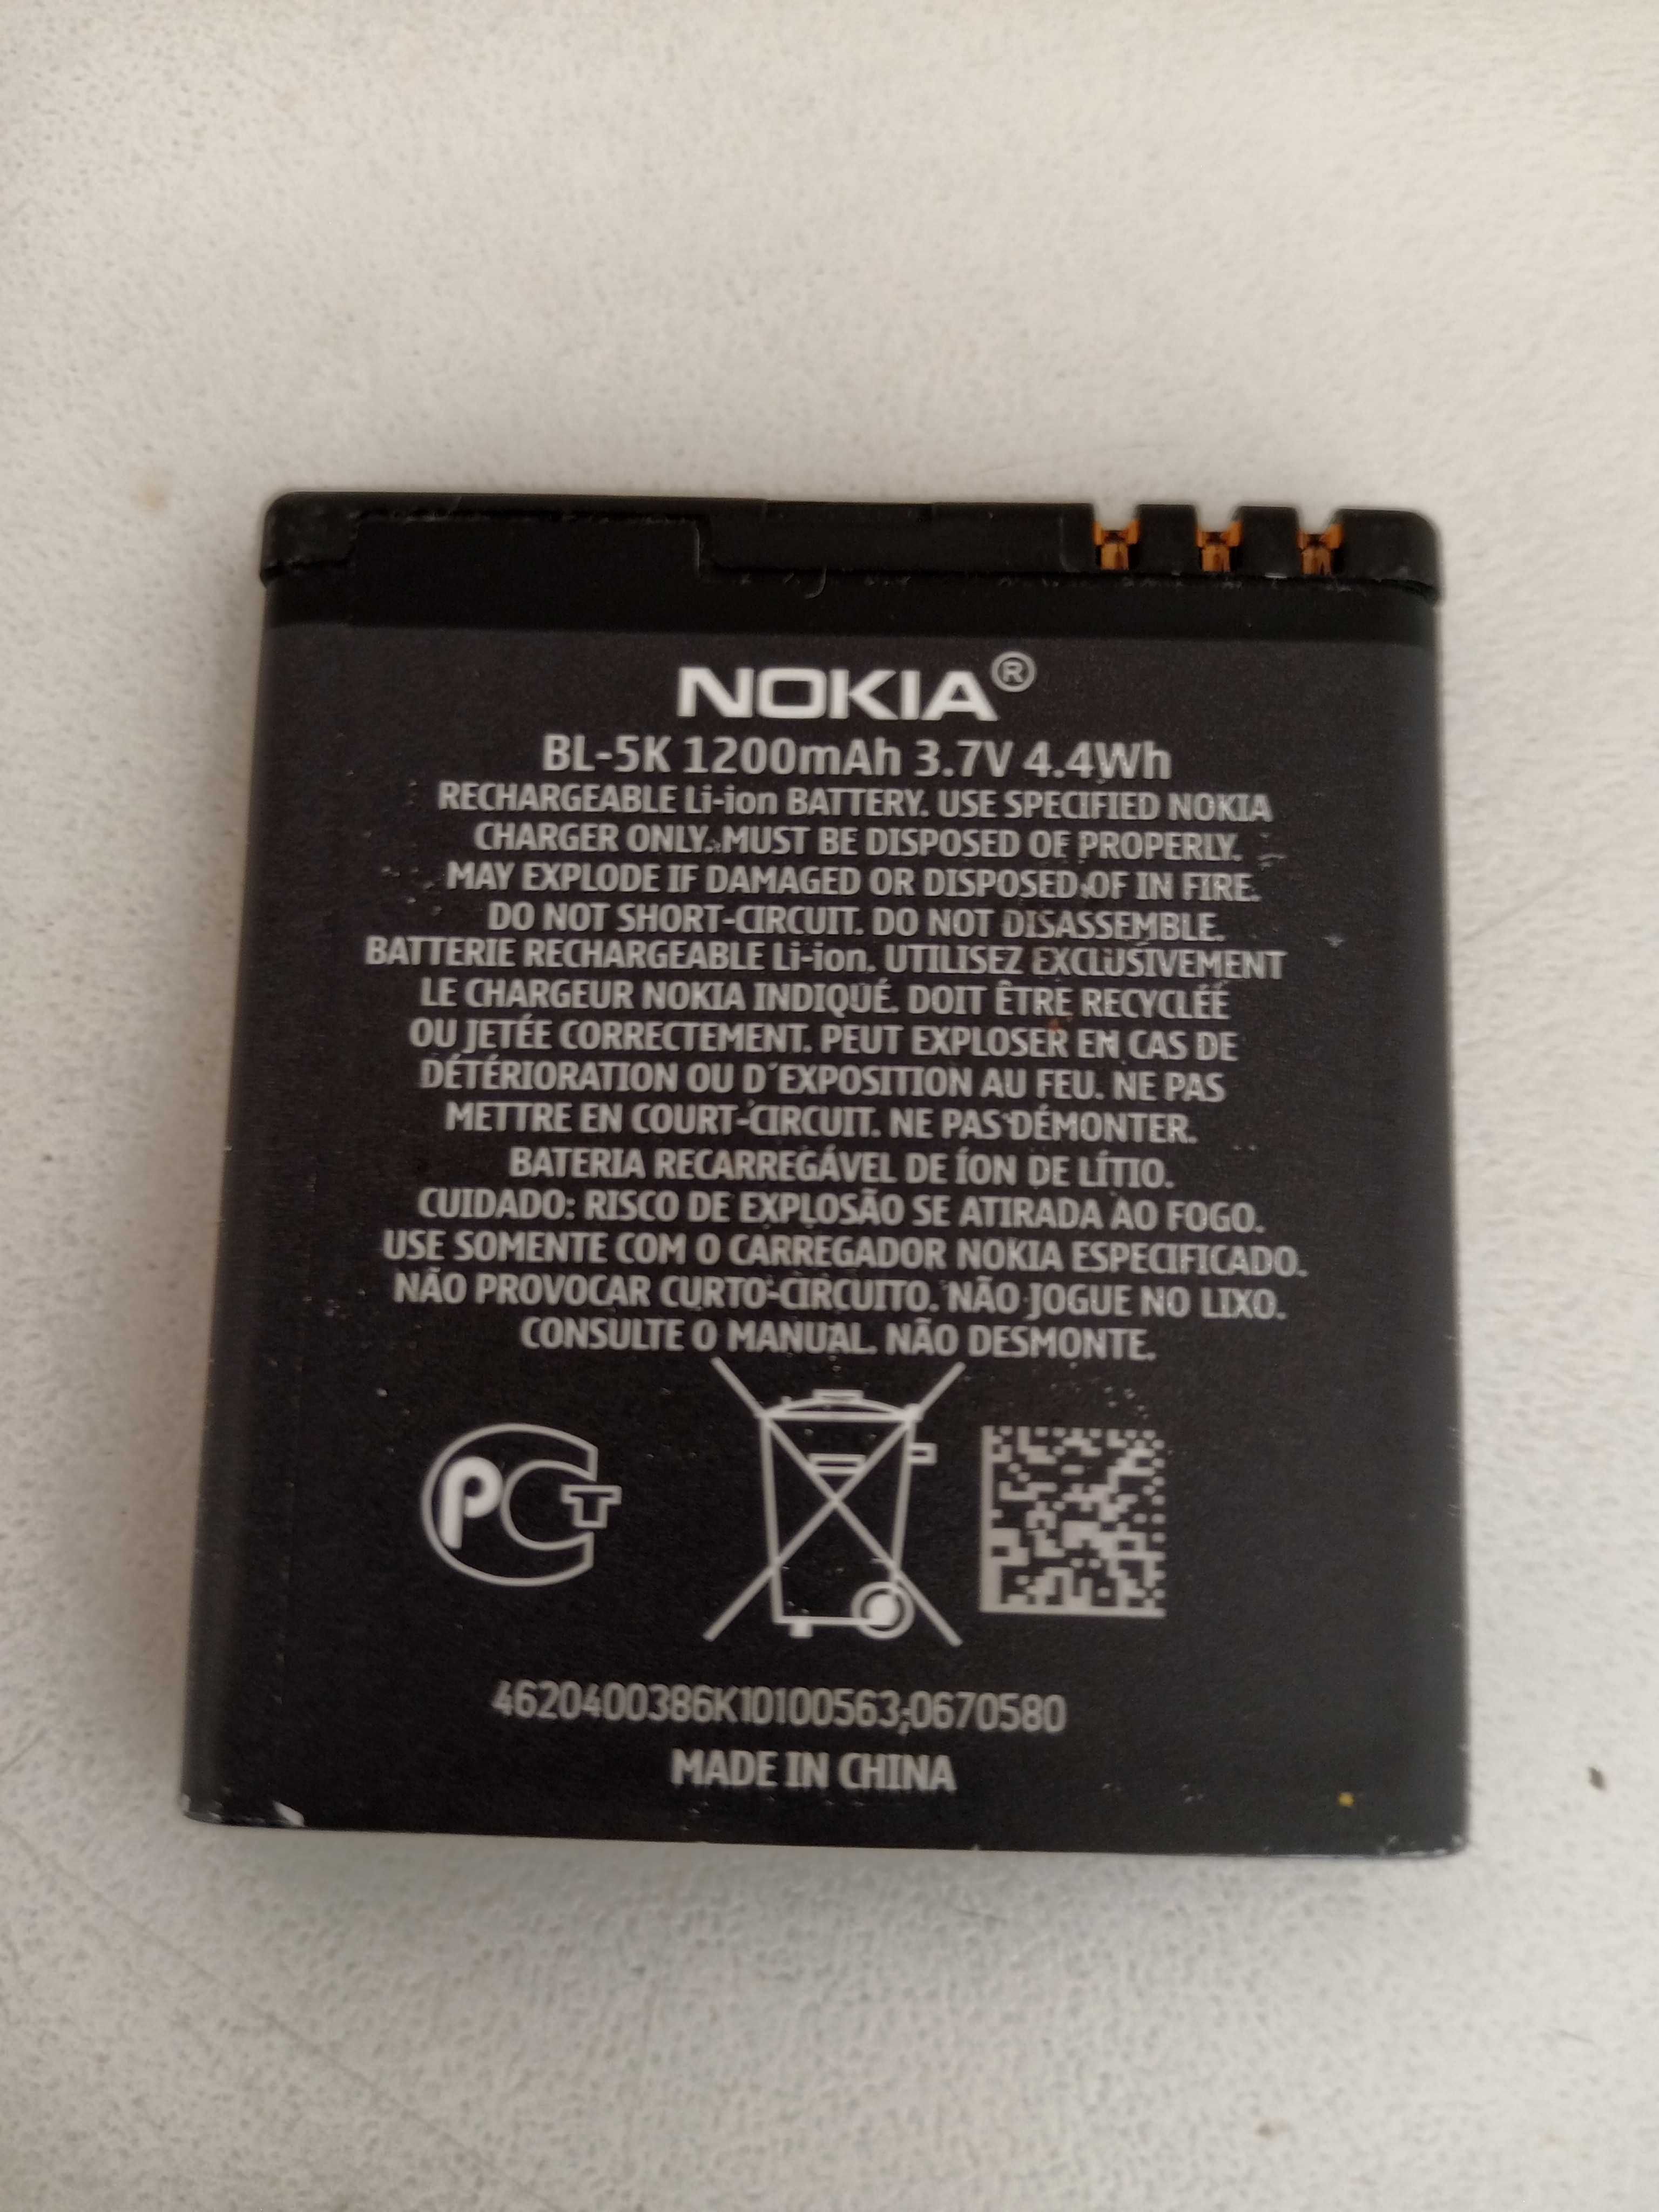 NOKIA®
BL-5K 1200mAh 3.7V 4.4Wh
RECHARGEABLE Li-ion BATTERY. USE SPECIFIED NOKIA
CHARGER ONLY. MUST BE DISPOSED OF PROPERLY.
MAY EXPLODE IF DAMAGED OR DISPOSED OF IN FIRE.
DO NOT SHORT-CIRCUIT. DO NOT DISASSEMBLE.
BATTERIE RECHARGEABLE Li-ion. UTILISEZ EXCLUSIVEMENT
LE CHARGEUR NOKIA INDIQUÉ. DOIT ÊTRE RECYCLÉE
OU JETÉE CORRECTEMENT. PEUT EXPLOSER EN CAS DE
DÉTÉRIORATION OU D´EXPOSITION AU FEU. NE PAS
METTRE EN COURT-CIRCUIT. NE PAS DÉMONTER.
BATERIA RECARREGÁVEL DE ÍON DE LÍTIO.
CUIDADO: RISCO DE EXPLOSÃO SE ATIRADA AO FOGO.
USE SOMENTE COM O CARREGADOR NOKIA ESPECIFICADO.
NÃO PROVOCAR CURTO-CIRCUITO. NÃO JOGUE NO LIXO.
CONSULTE O MANUAL. NÃO DESMONTE.
РСТ
4620400386K10100563;0670580
MADE IN CHINA